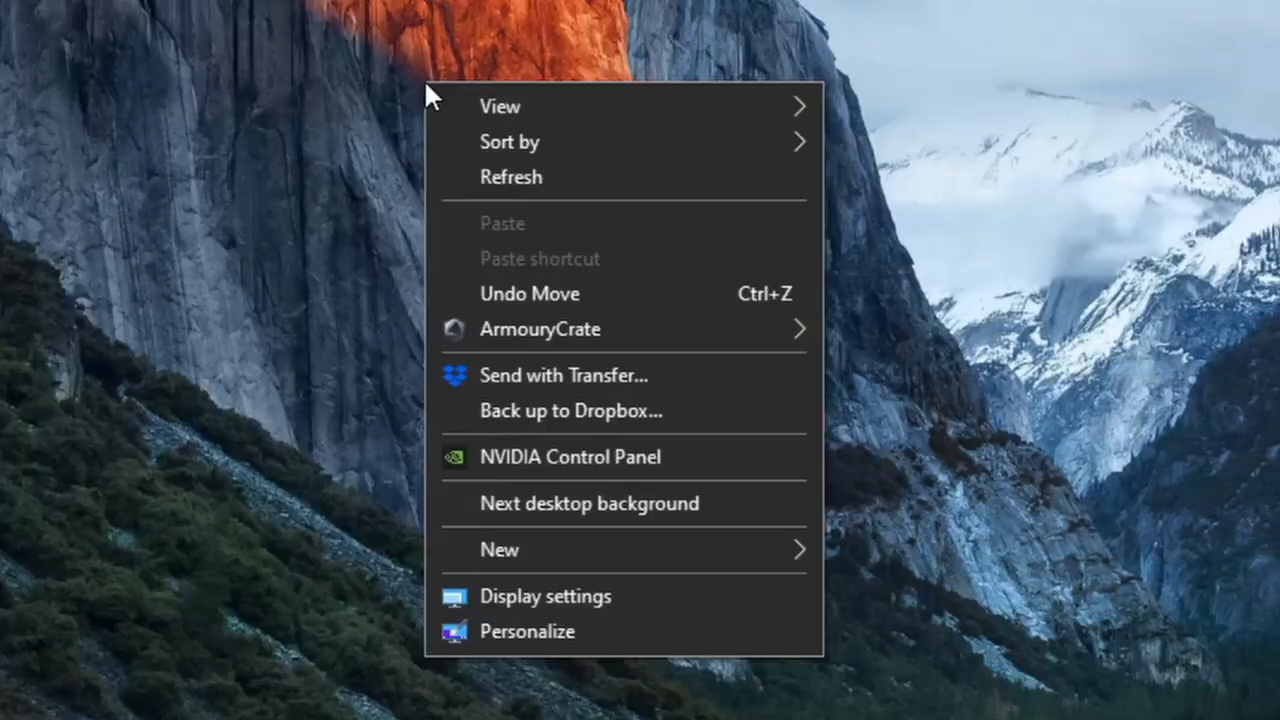 View
Sort by
Refresh
Paste
Paste shortcut
Undo Move Ctrl+Z
ArmouryCrate
Send with Transfer...
Back up to Dropbox...
NVIDIA Control Panel
Next desktop background
New
Display settings
Personalize